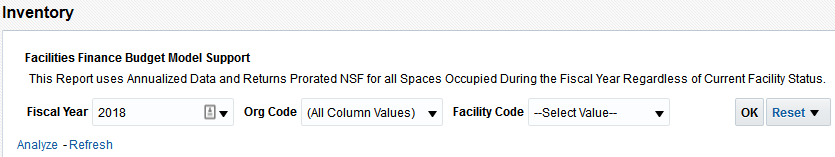 Inventory
Facilities Finance Budget Model Support
This Report uses Annualized Data and Returns Prorated NSF for all Spaces Occupied During the Fiscal Year Regardless of Current Facility Status.
Fiscal Year 2018 Org Code (All Column Values) Facility Code --Select Value-- OK Reset
Analyze - Refresh